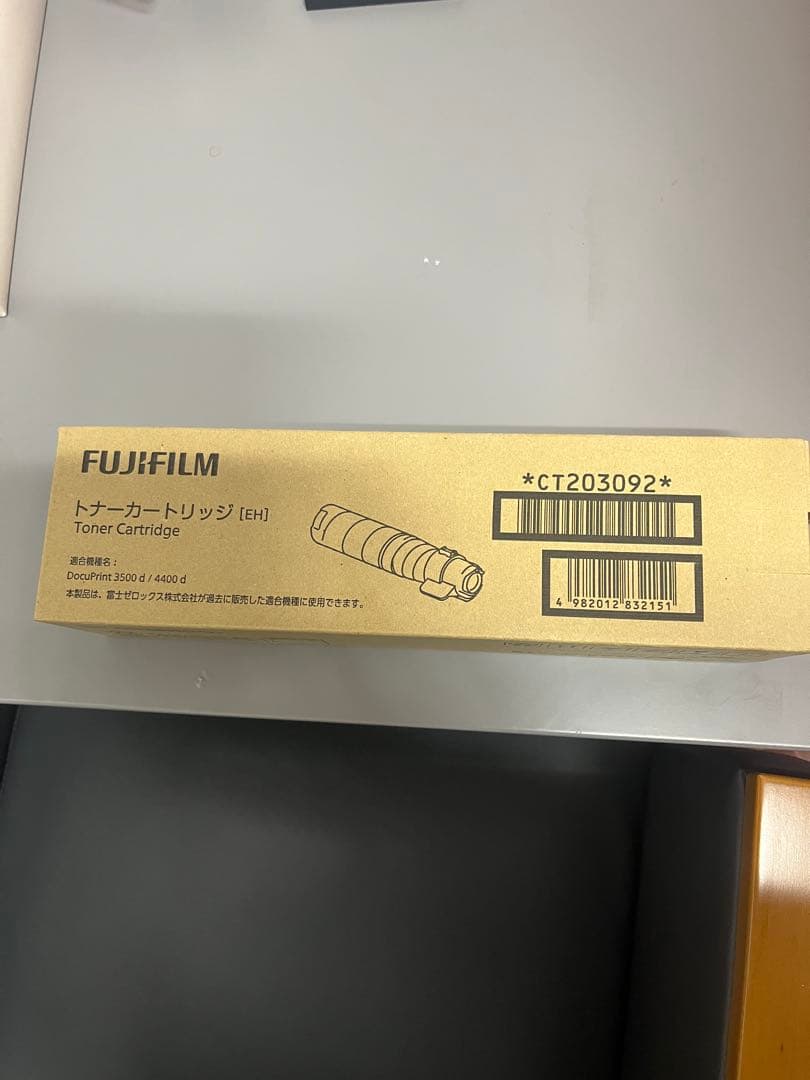 FUJIFILM
トナーカートリッジ [EH]
Toner Cartridge
適合機種名：
DocuPrint 3500 d / 4400 d
本製品は、富士ゼロックス株式会社が過去に販売した適合機種に使用できます。
*CT203092*
4 982012 832151